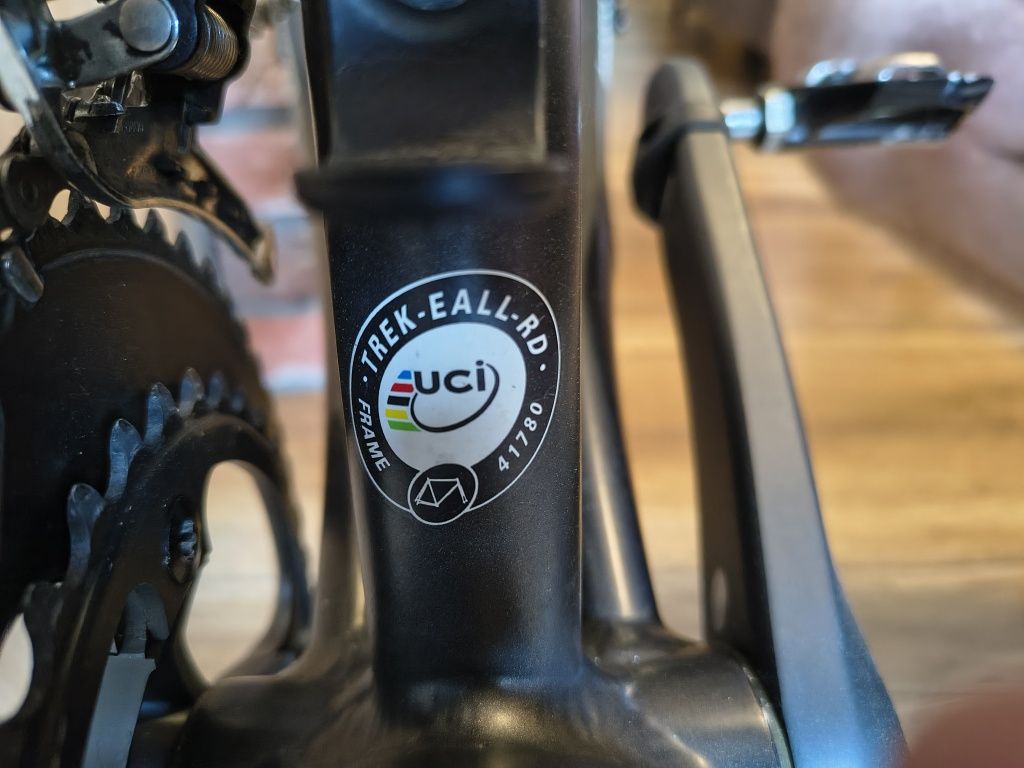 TREK-EALL-RD
uci
FRAME
41780